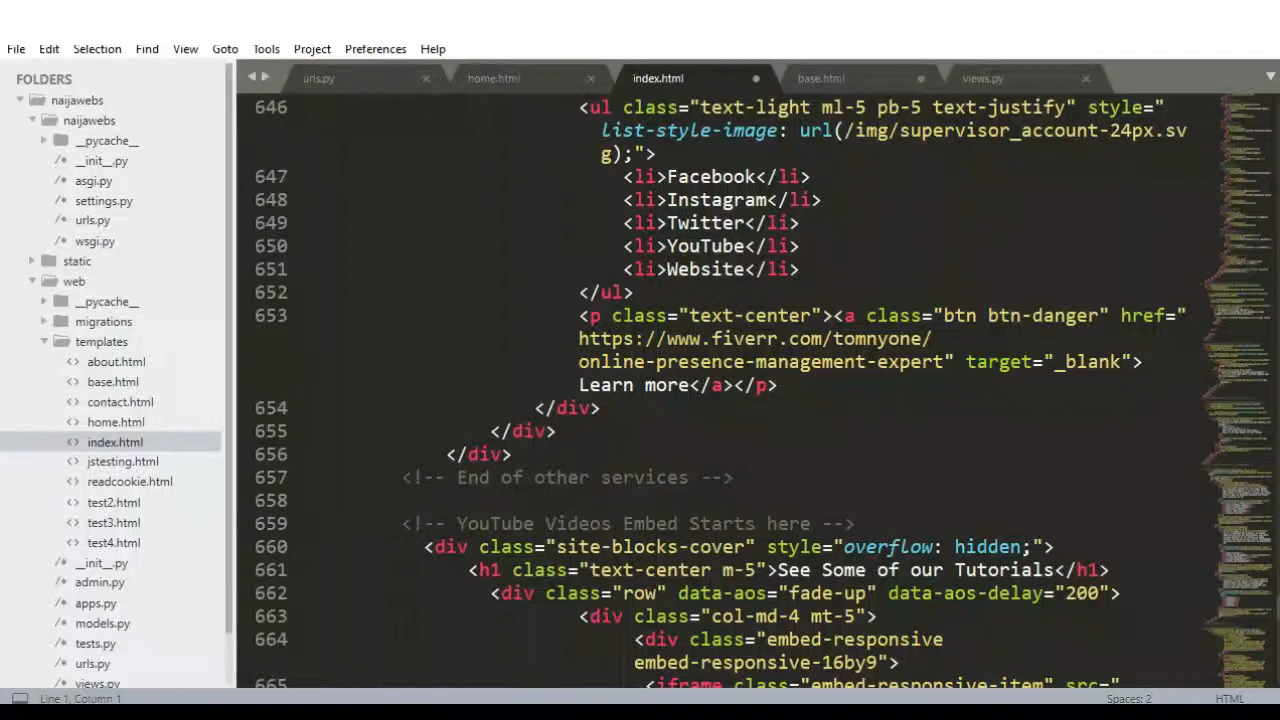 File Edit Selection Find View Goto Tools Project Preferences Help
FOLDERS
naijawebs
naijawebs
__pycache__
/* __init__.py
/* asgi.py
/* settings.py
/* urls.py
/* wsgi.py
static
web
__pycache__
migrations
templates
<> about.html
<> base.html
<> contact.html
<> home.html
<> index.html
<> jstesting.html
<> readcookie.html
<> test2.html
<> test3.html
<> test4.html
/* __init__.py
/* admin.py
/* apps.py
/* models.py
/* tests.py
/* urls.py
/* views.py
urls.py × home.html × index.html base.html views.py ×
646 <ul class="text-light ml-5 pb-5 text-justify" style="
list-style-image: url(/img/supervisor_account-24px.sv
g);">
647 <li>Facebook</li>
648 <li>Instagram</li>
649 <li>Twitter</li>
650 <li>YouTube</li>
651 <li>Website</li>
652 </ul>
653 <p class="text-center"><a class="btn btn-danger" href="
https://www.fiverr.com/tomnyone/
online-presence-management-expert" target="_blank">
Learn more</a></p>
654 </div>
655 </div>
656 </div>
657 <!-- End of other services -->
658
659 <!-- YouTube Videos Embed Starts here -->
660 <div class="site-blocks-cover" style="overflow: hidden;">
661 <h1 class="text-center m-5">See Some of our Tutorials</h1>
662 <div class="row" data-aos="fade-up" data-aos-delay="200">
663 <div class="col-md-4 mt-5">
664 <div class="embed-responsive
embed-responsive-16by9">
665 <iframe class="embed-responsive-item" src="
Line 1, Column 1 Spaces: 2 HTML